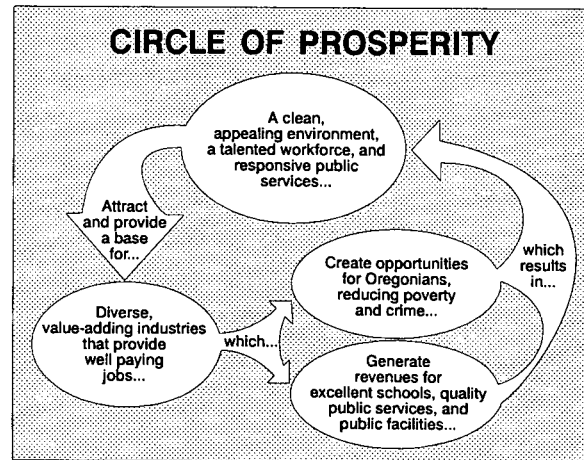 CIRCLE OF PROSPERITY
A clean,
appealing environment,
a talented workforce, and
responsive public
services...
Attract
and provide
a base
for...
Diverse,
value-adding industries
that provide
well paying
jobs...
which...
Create opportunities
for Oregonians,
reducing poverty
and crime...
Generate
revenues for
excellent schools, quality
public services, and
public facilities...
which
results
in...